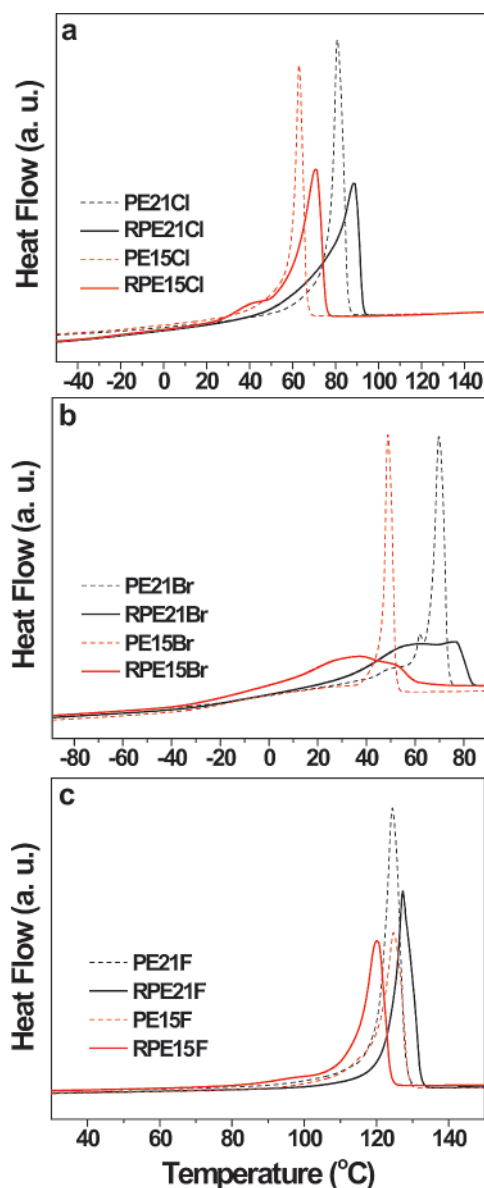 a
Heat Flow (a. u.)
PE21Cl
RPE21Cl
PE15Cl
RPE15Cl
-40 -20 0 20 40 60 80 100 120 140
b
Heat Flow (a. u.)
PE21Br
RPE21Br
PE15Br
RPE15Br
-80 -60 -40 -20 0 20 40 60 80
c
Heat Flow (a. u.)
PE21F
RPE21F
PE15F
RPE15F
40 60 80 100 120 140
Temperature (°C)